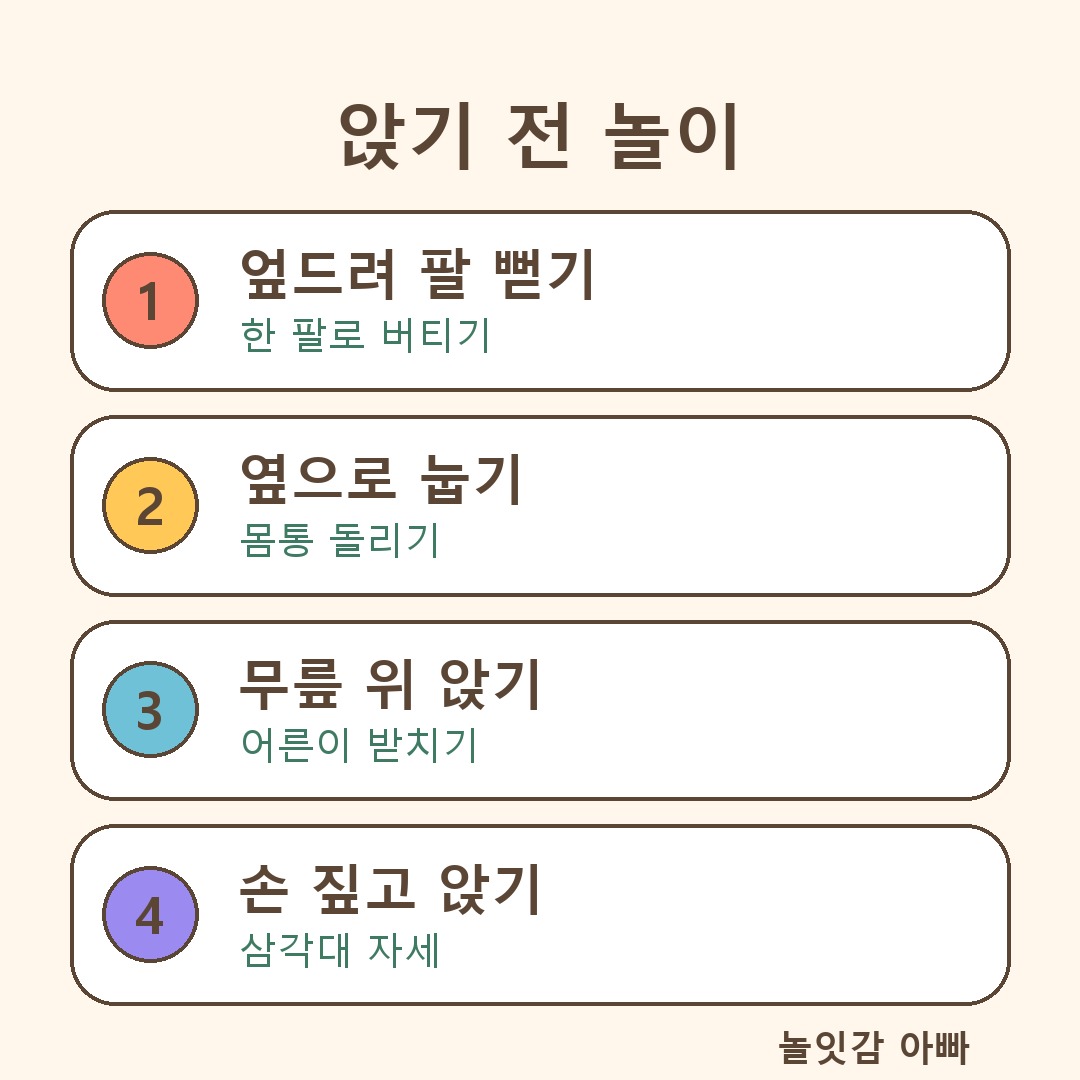 앉기 전 놀이
1
엎드려 팔 뻗기
한 팔로 버티기
2
옆으로 눕기
몸통 돌리기
3
무릎 위 앉기
어른이 받치기
4
손 짚고 앉기
삼각대 자세
놀잇감 아빠